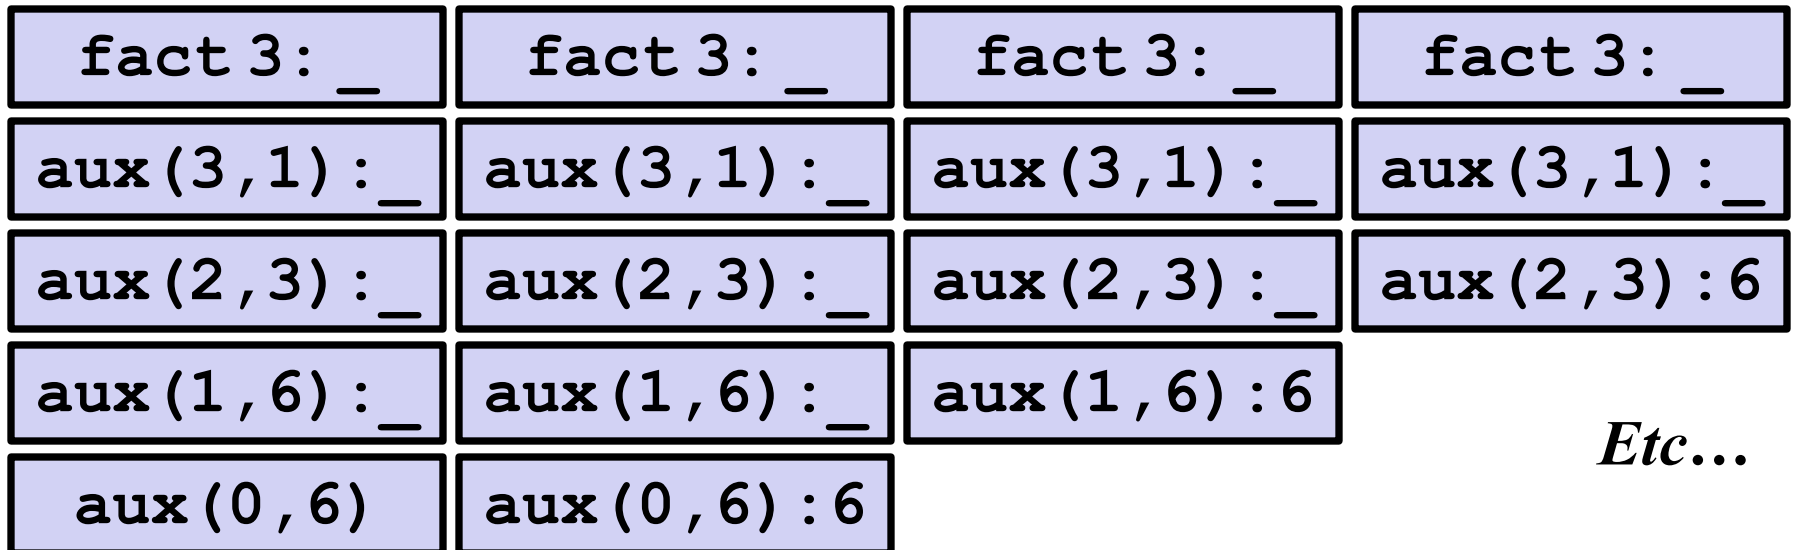 fact 3:_ fact 3:_ fact 3:_ fact 3:_
aux(3,1):_ aux(3,1):_ aux(3,1):_ aux(3,1):_
aux(2,3):_ aux(2,3):_ aux(2,3):_ aux(2,3):6
aux(1,6):_ aux(1,6):_ aux(1,6):6
Etc…
aux(0,6) aux(0,6):6